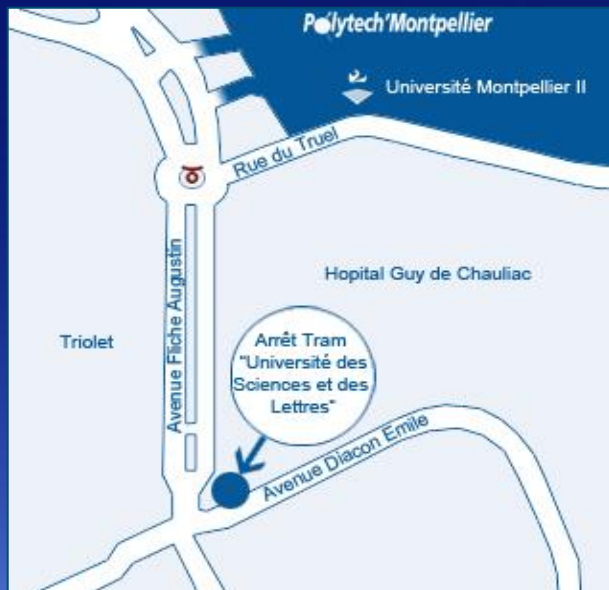 Polytech'Montpellier
Université Montpellier II
Rue du Truel
Avenue Fliche Augustin
Hopital Guy de Chauliac
Triolet
Arrêt Tram
"Université des
Sciences et des
Lettres"
Avenue Diacon Emile